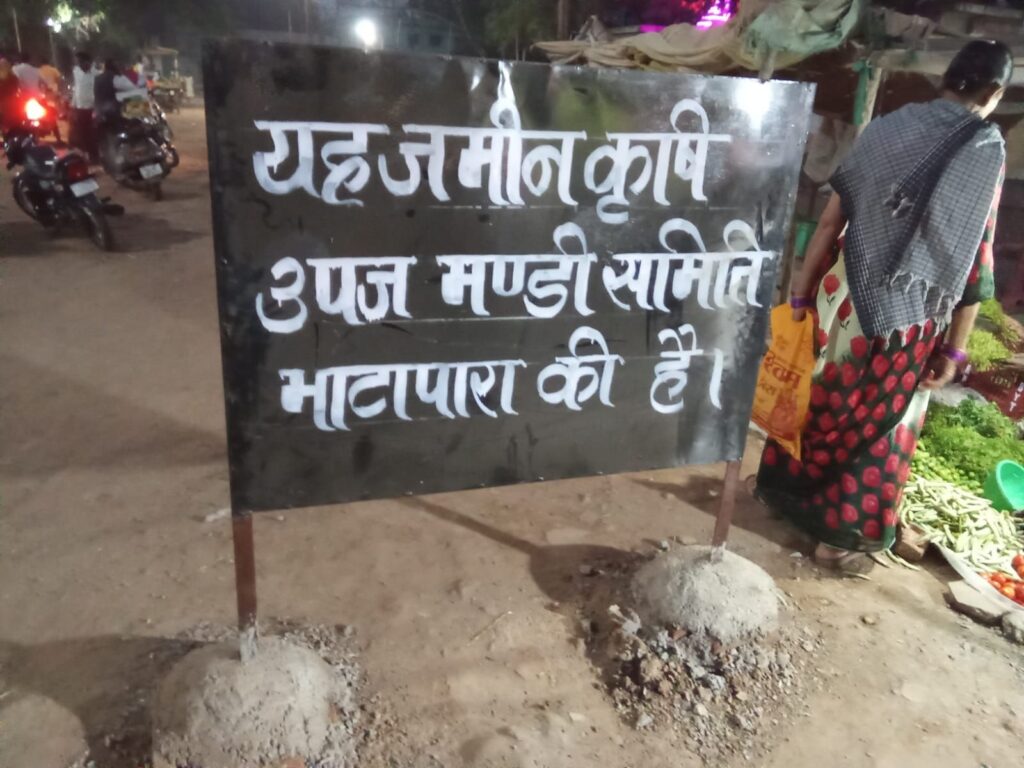 यह जमीन कृषि
उपज मण्डी समिति
भाटापारा की है।